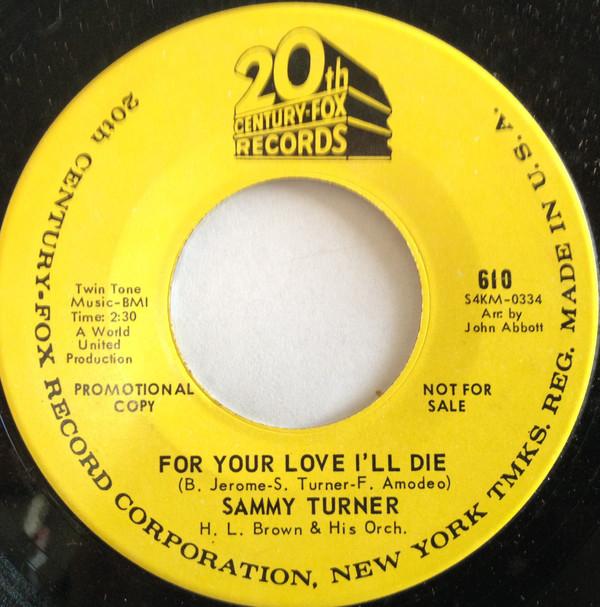 20th
CENTURY-FOX
RECORDS
20th CENTURY-FOX RECORD CORPORATION, NEW YORK TMKS. REG. MADE IN U.S.A.
Twin Tone
Music-BMI
Time: 2:30
A World
United
Production
PROMOTIONAL
COPY
610
S4KM-0334
Arr. by
John Abbott
NOT FOR
SALE
FOR YOUR LOVE I'LL DIE
(B. Jerome-S. Turner-F. Amodeo)
SAMMY TURNER
H. L. Brown & His Orch.